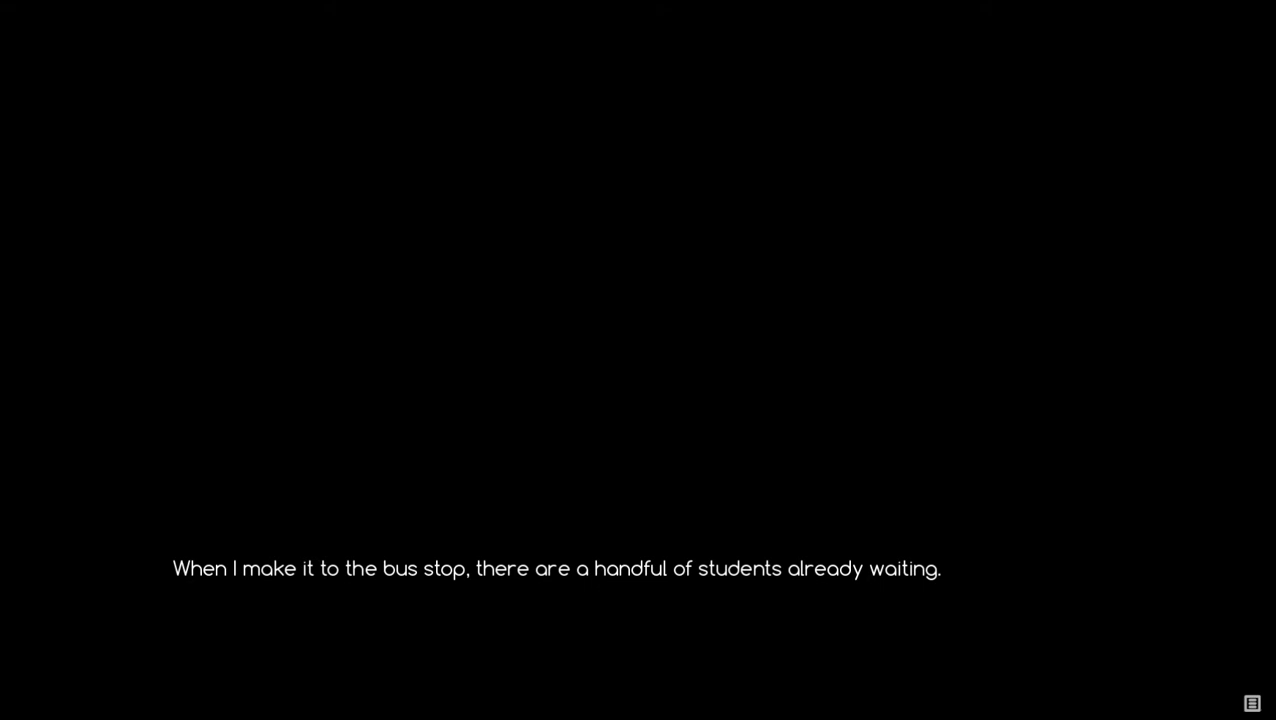 When I make it to the bus stop, there are a handful of students already waiting.